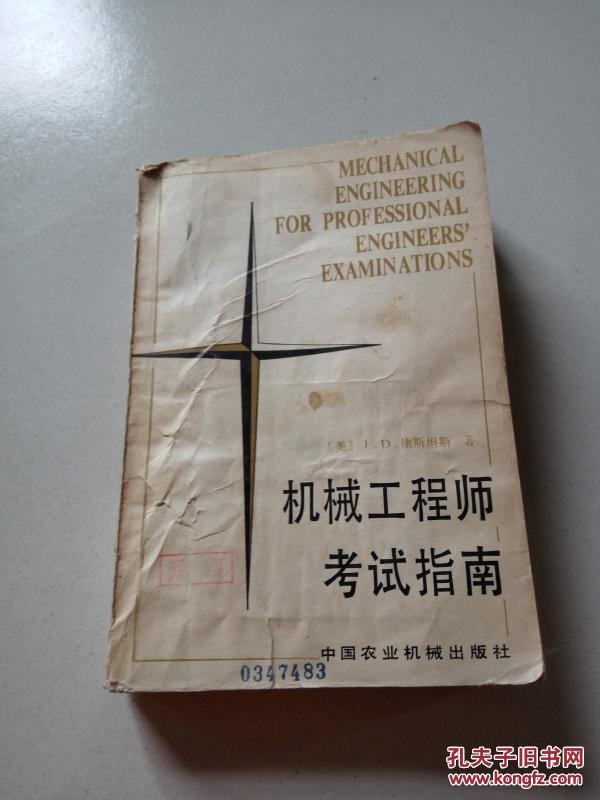 MECHANICAL
ENGINEERING
FOR PROFESSIONAL
ENGINEERS'
EXAMINATIONS
〔美〕J.D.康斯坦斯 著
机械工程师
考试指南
中国农业机械出版社
0347483
孔夫子旧书网
www.kongfz.com